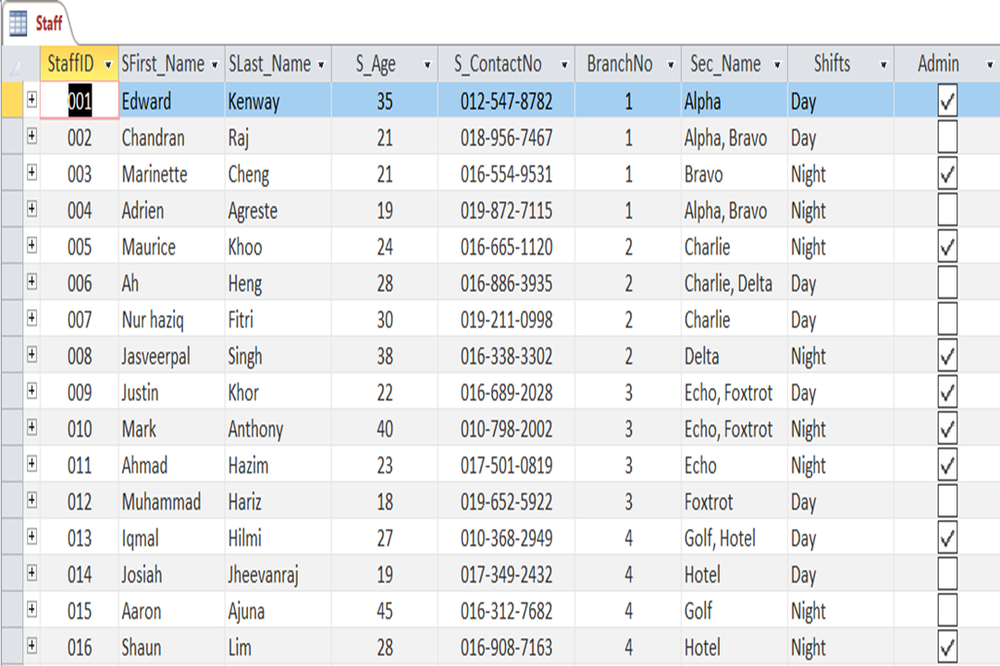 Staff
StaffID SFirst_Name SLast_Name S_Age S_ContactNo BranchNo Sec_Name Shifts Admin
001 Edward Kenway 35 012-547-8782 1 Alpha Day
002 Chandran Raj 21 018-956-7467 1 Alpha, Bravo Day
003 Marinette Cheng 21 016-554-9531 1 Bravo Night
004 Adrien Agreste 19 019-872-7115 1 Alpha, Bravo Night
005 Maurice Khoo 24 016-665-1120 2 Charlie Night
006 Ah Heng 28 016-886-3935 2 Charlie, Delta Day
007 Nur haziq Fitri 30 019-211-0998 2 Charlie Day
008 Jasveerpal Singh 38 016-338-3302 2 Delta Night
009 Justin Khor 22 016-689-2028 3 Echo, Foxtrot Day
010 Mark Anthony 40 010-798-2002 3 Echo, Foxtrot Night
011 Ahmad Hazim 23 017-501-0819 3 Echo Night
012 Muhammad Hariz 18 019-652-5922 3 Foxtrot Day
013 Iqmal Hilmi 27 010-368-2949 4 Golf, Hotel Day
014 Josiah Jheevanraj 19 017-349-2432 4 Hotel Day
015 Aaron Ajuna 45 016-312-7682 4 Golf Night
016 Shaun Lim 28 016-908-7163 4 Hotel Night